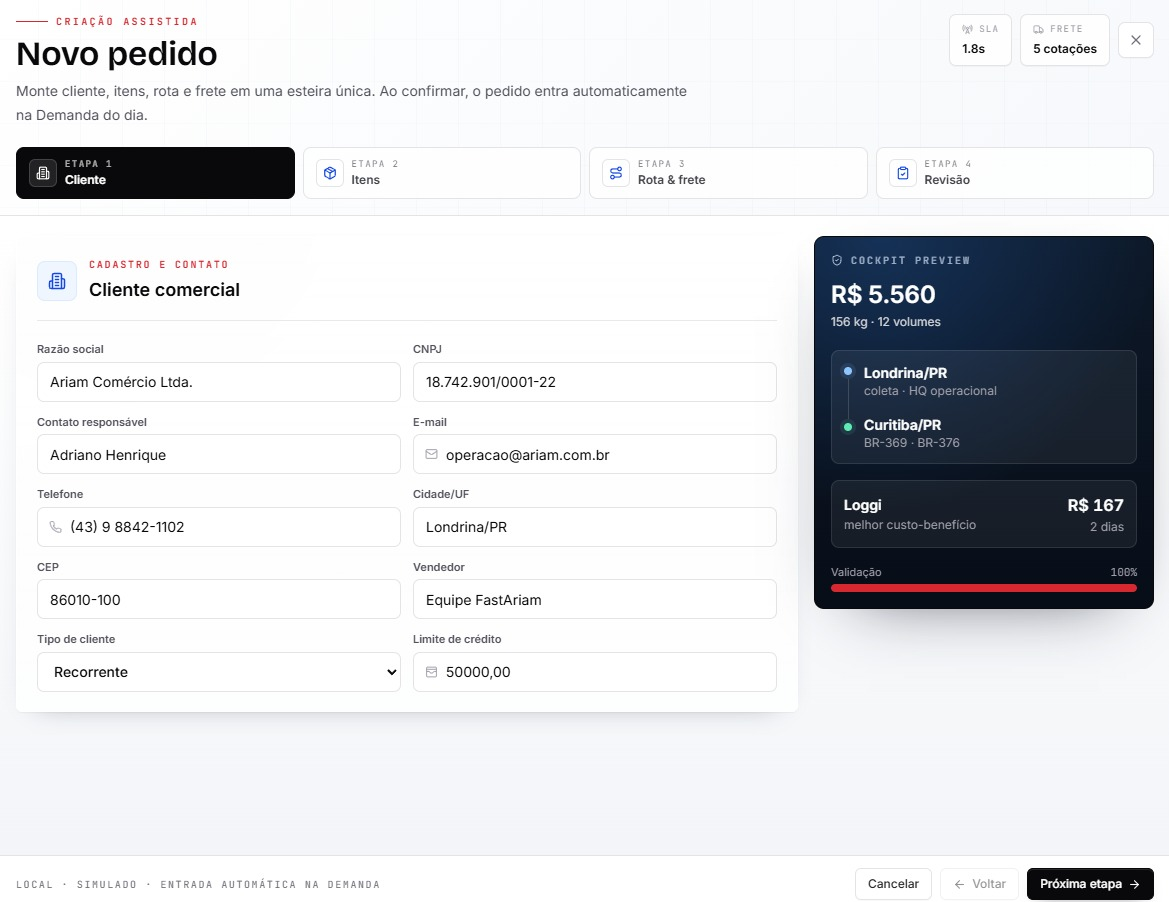 CRIAÇÃO ASSISTIDA
Novo pedido
Monte cliente, itens, rota e frete em uma esteira única. Ao confirmar, o pedido entra automaticamente
na Demanda do dia.
SLA
1.8s
FRETE
5 cotações
ETAPA 1
Cliente
ETAPA 2
Itens
ETAPA 3
Rota & frete
ETAPA 4
Revisão
CADASTRO E CONTATO
Cliente comercial
Razão social
Ariam Comércio Ltda.
CNPJ
18.742.901/0001-22
Contato responsável
Adriano Henrique
E-mail
operacao@ariam.com.br
Telefone
(43) 9 8842-1102
Cidade/UF
Londrina/PR
CEP
86010-100
Vendedor
Equipe FastAriam
Tipo de cliente
Recorrente
Limite de crédito
50000,00
COCKPIT PREVIEW
R$ 5.560
156 kg · 12 volumes
Londrina/PR
coleta · HQ operacional
Curitiba/PR
BR-369 · BR-376
Loggi
melhor custo-benefício
R$ 167
2 dias
Validação
100%
LOCAL · SIMULADO · ENTRADA AUTOMÁTICA NA DEMANDA
Cancelar
← Voltar
Próxima etapa →